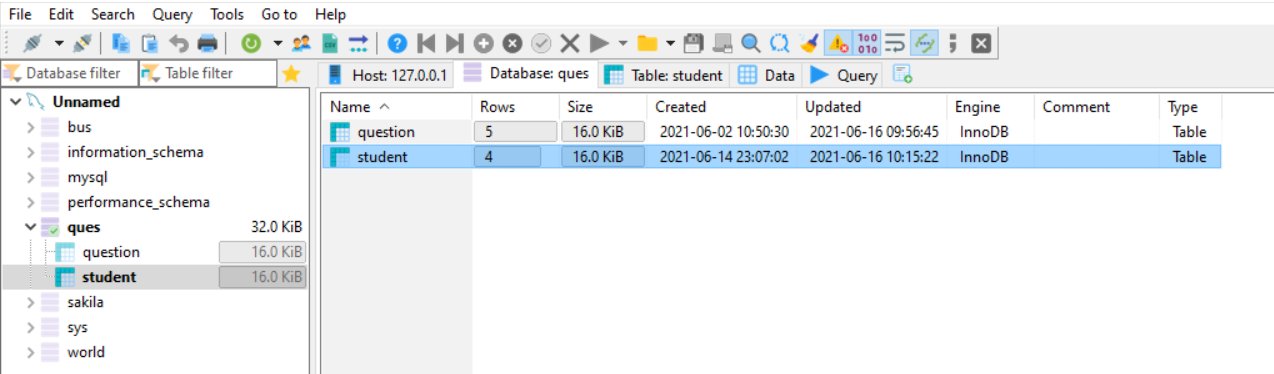 File Edit Search Query Tools Go to Help
Database filter Table filter Host: 127.0.0.1 Database: ques Table: student Data Query
Unnamed
bus
information_schema
mysql
performance_schema
ques 32.0 KiB
question 16.0 KiB
student 16.0 KiB
sakila
sys
world
Name Rows Size Created Updated Engine Comment Type
question 5 16.0 KiB 2021-06-02 10:50:30 2021-06-16 09:56:45 InnoDB Table
student 4 16.0 KiB 2021-06-14 23:07:02 2021-06-16 10:15:22 InnoDB Table